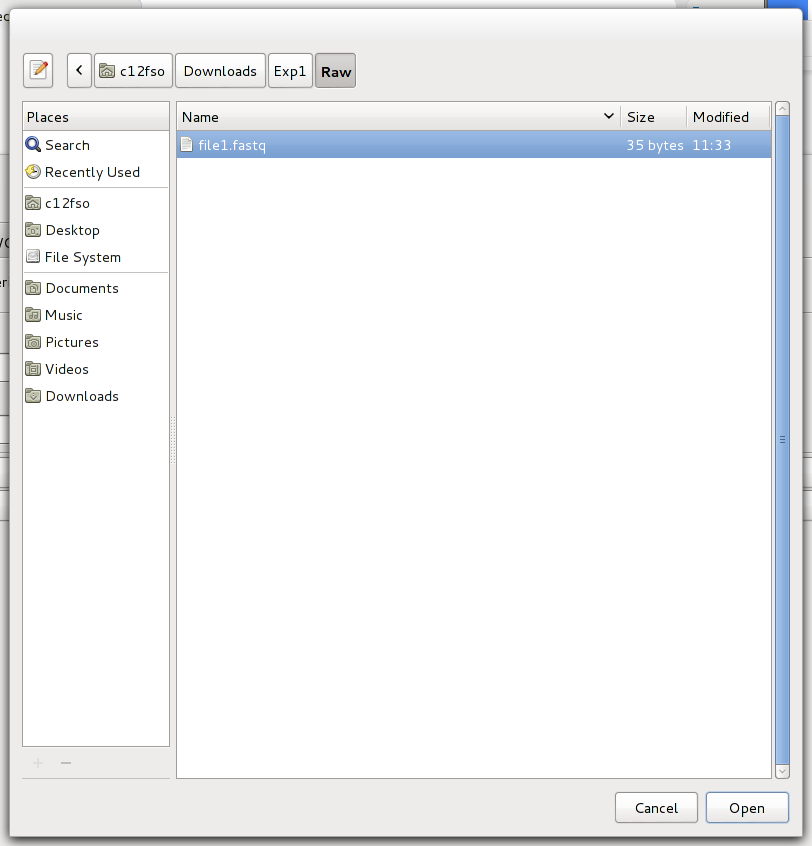 c12fso Downloads Exp1 Raw
Places
Search
Recently Used
c12fso
Desktop
File System
Documents
Music
Pictures
Videos
Downloads
Name Size Modified
file1.fastq 35 bytes 11:33
Cancel Open